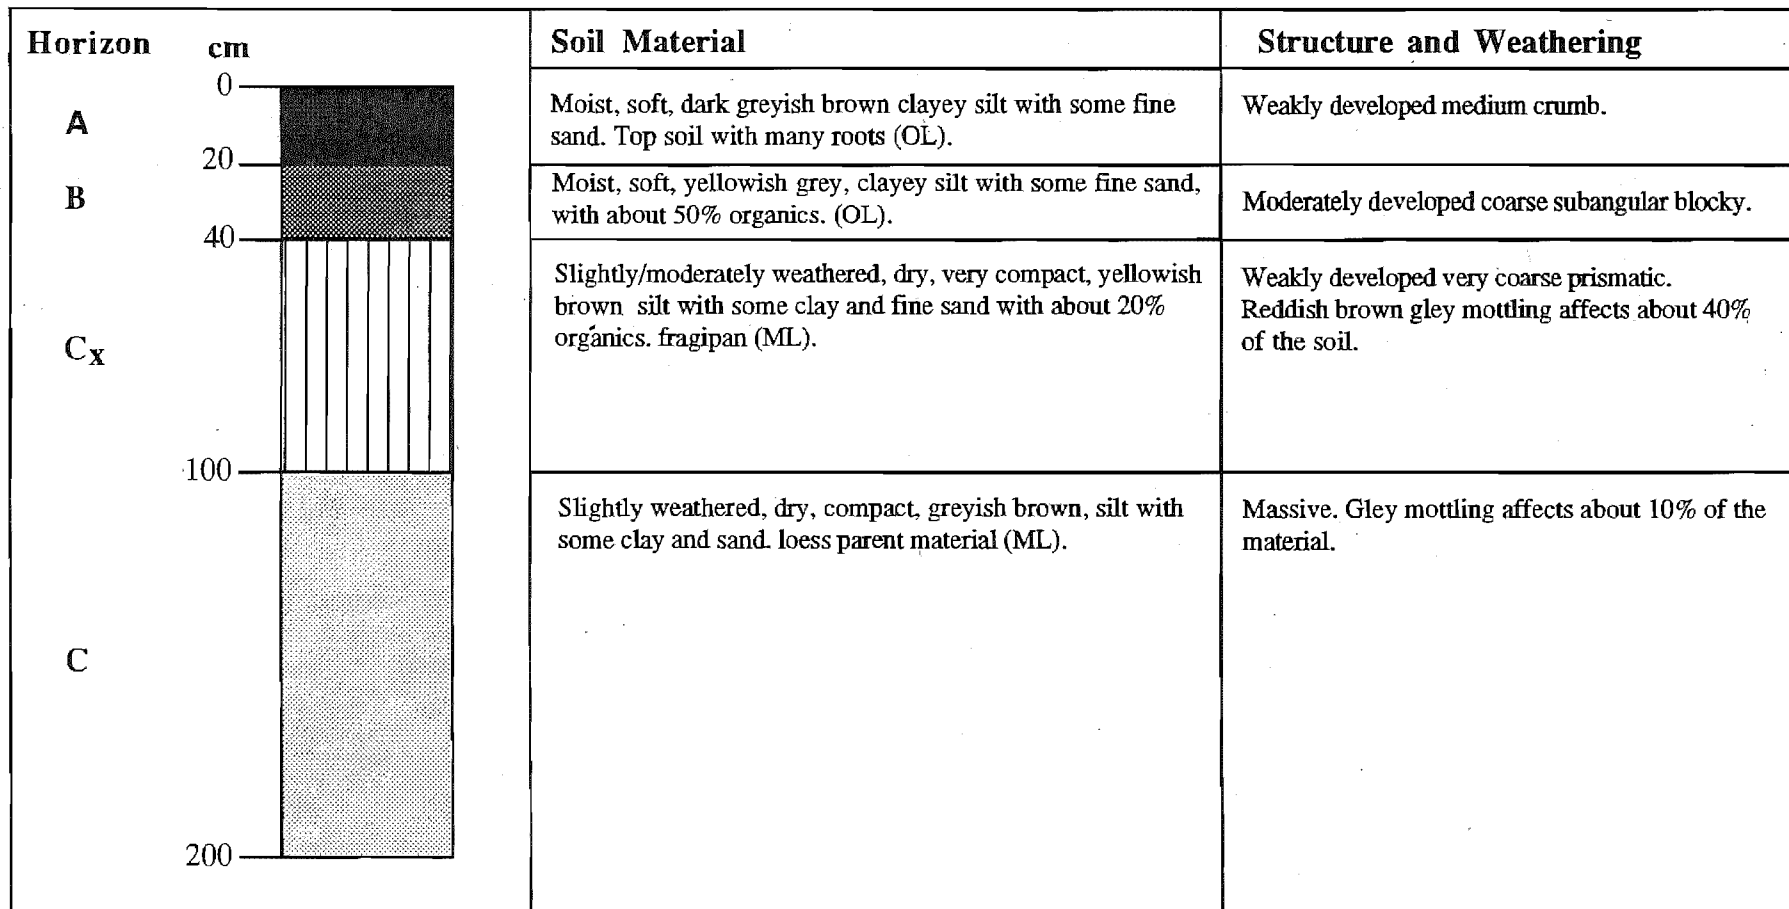 Horizon cm Soil Material Structure and Weathering
0
A
Moist, soft, dark greyish brown clayey silt with some fine
sand. Top soil with many roots (OL).
Weakly developed medium crumb.
20
B
Moist, soft, yellowish grey, clayey silt with some fine sand,
with about 50% organics. (OL).
Moderately developed coarse subangular blocky.
40
Cx
Slightly/moderately weathered, dry, very compact, yellowish
brown silt with some clay and fine sand with about 20%
organics. fragipan (ML).
Weakly developed very coarse prismatic.
Reddish brown gley mottling affects about 40%
of the soil.
100
C
Slightly weathered, dry, compact, greyish brown, silt with
some clay and sand. loess parent material (ML).
Massive. Gley mottling affects about 10% of the
material.
200